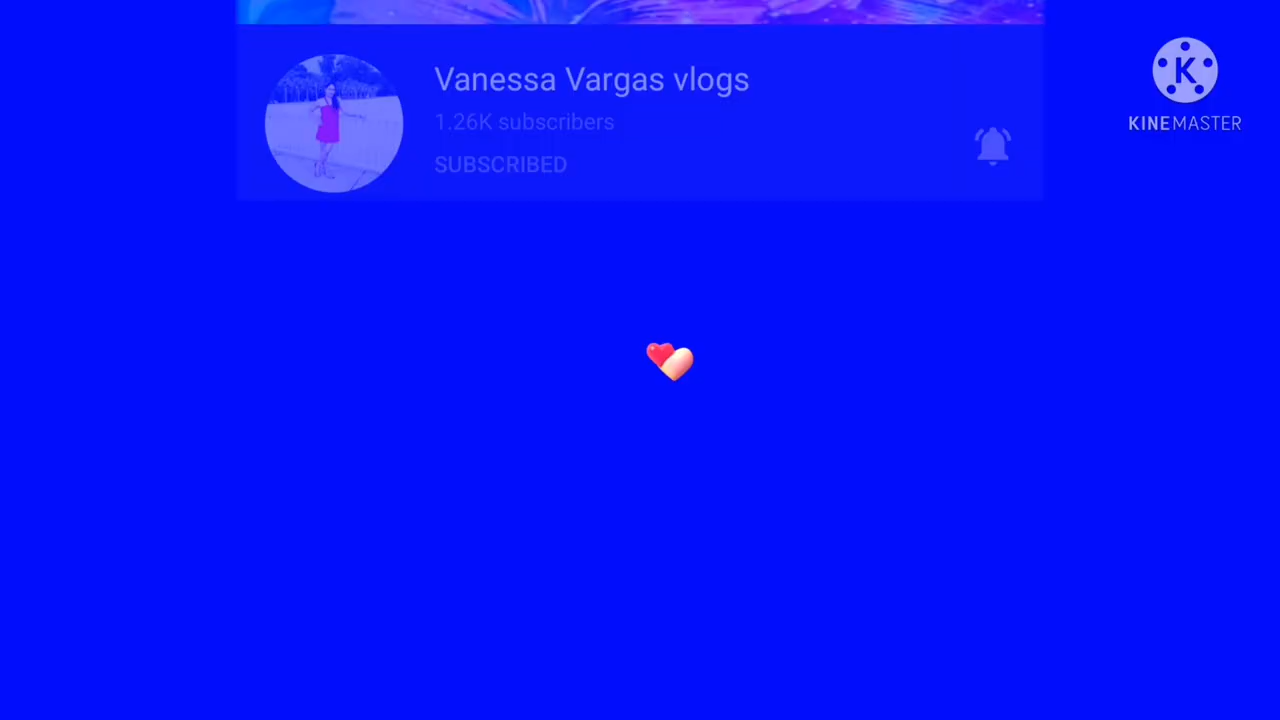 Vanessa Vargas vlogs
1.26K subscribers
SUBSCRIBED
K
KINEMASTER